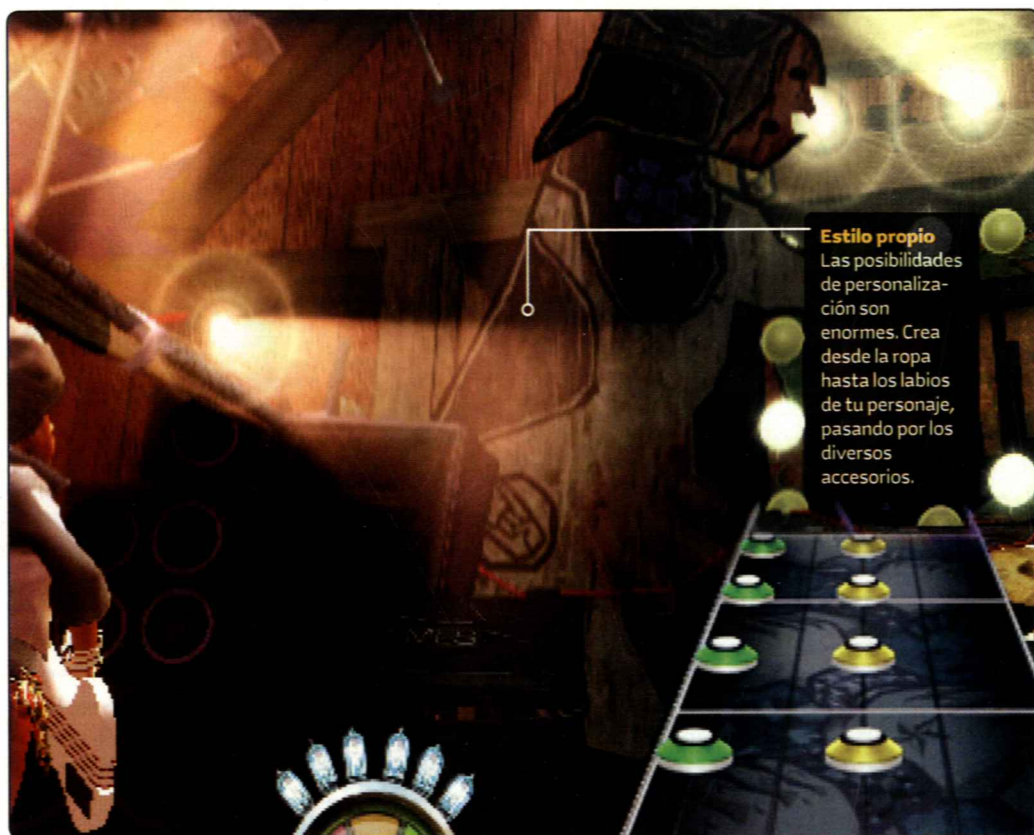 Estilo propio
Las posibilidades
de personaliza-
ción son
enormes. Crea
desde la ropa
hasta los labios
de tu personaje,
pasando por los
diversos
accesorios.